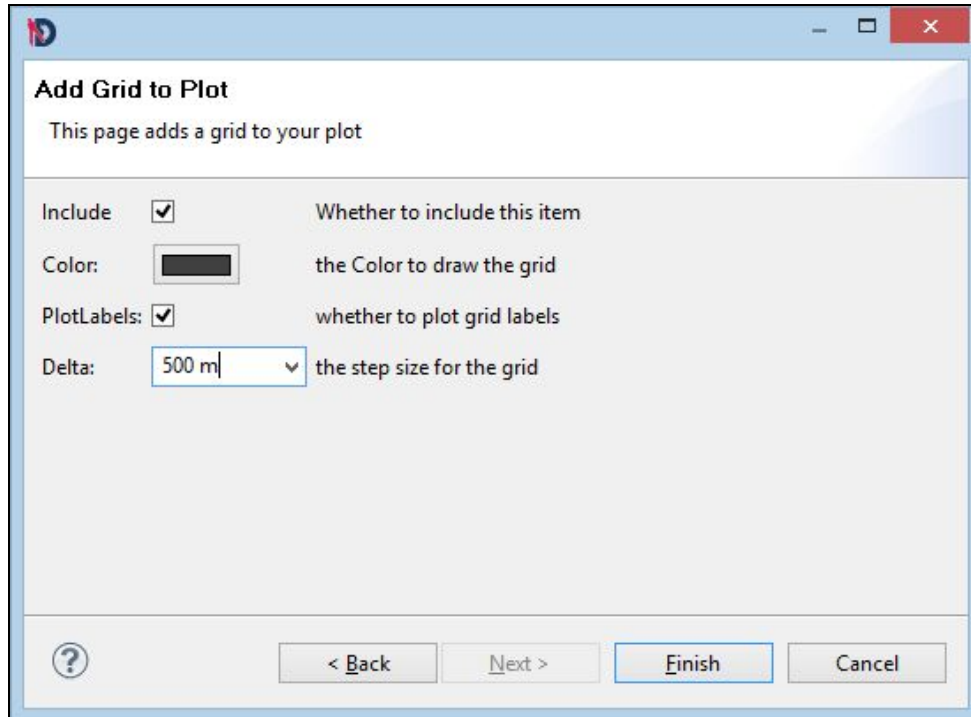 Add Grid to Plot
This page adds a grid to your plot
Include Whether to include this item
Color: the Color to draw the grid
PlotLabels: whether to plot grid labels
Delta: 500 m the step size for the grid
? < Back Next > Finish Cancel